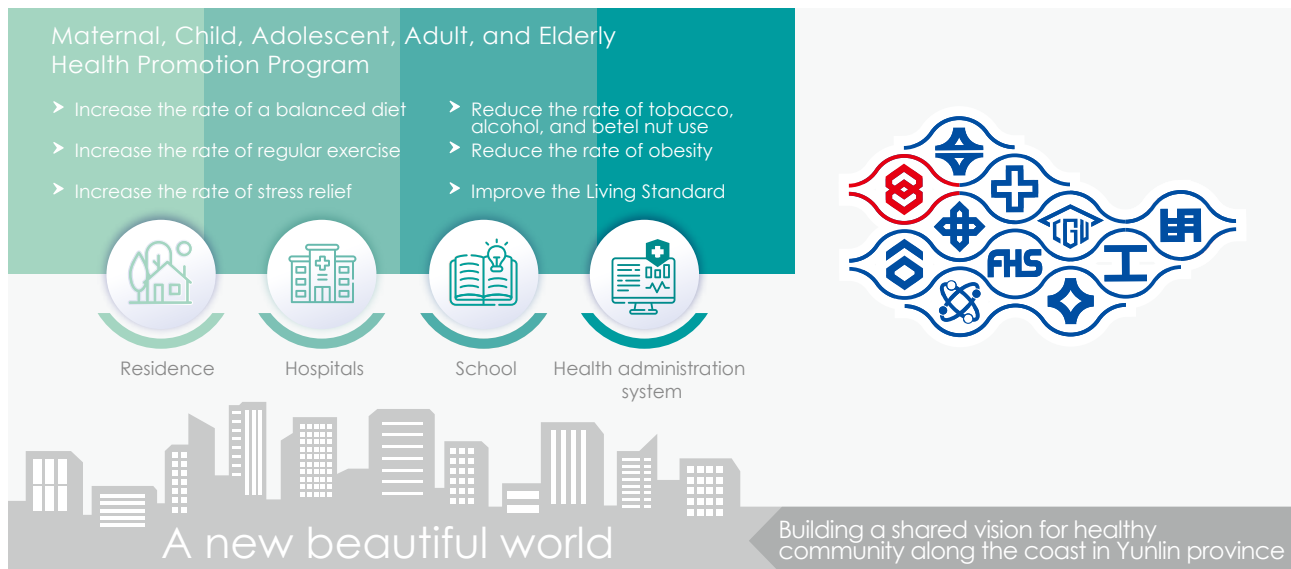 Maternal, Child, Adolescent, Adult, and Elderly
Health Promotion Program
Increase the rate of a balanced diet
Increase the rate of regular exercise
Increase the rate of stress relief
Reduce the rate of tobacco,
alcohol, and betel nut use
Reduce the rate of obesity
Improve the Living Standard
Residence
Hospitals
School
Health administration
system
CGU
FHS
A new beautiful world
Building a shared vision for healthy
community along the coast in Yunlin province